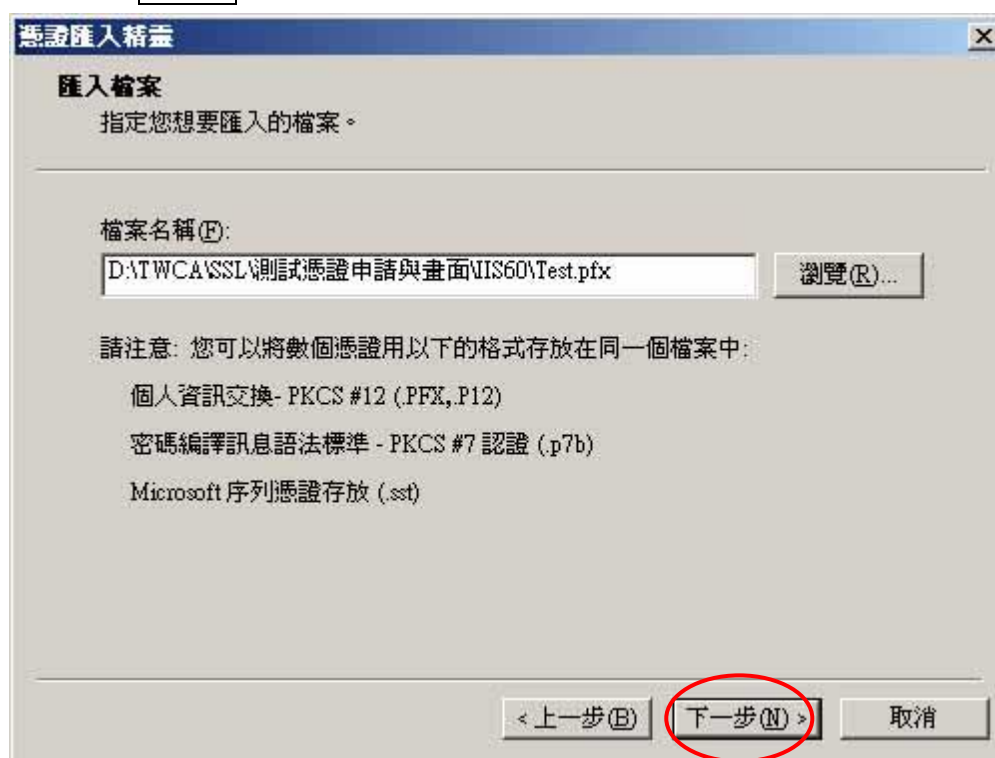 憑證匯入精靈
匯入檔案
指定您想要匯入的檔案。
檔案名稱(F):
D:\TWCA\SSL\測試憑證申請與畫面\IIS60\Test.pfx
瀏覽(R)...
請注意: 您可以將數個憑證用以下的格式存放在同一個檔案中:
個人資訊交換- PKCS #12 (.PFX,.P12)
密碼編譯訊息語法標準 - PKCS #7 認證 (.p7b)
Microsoft 序列憑證存放 (.sst)
<上一步(B) 下一步(N)> 取消